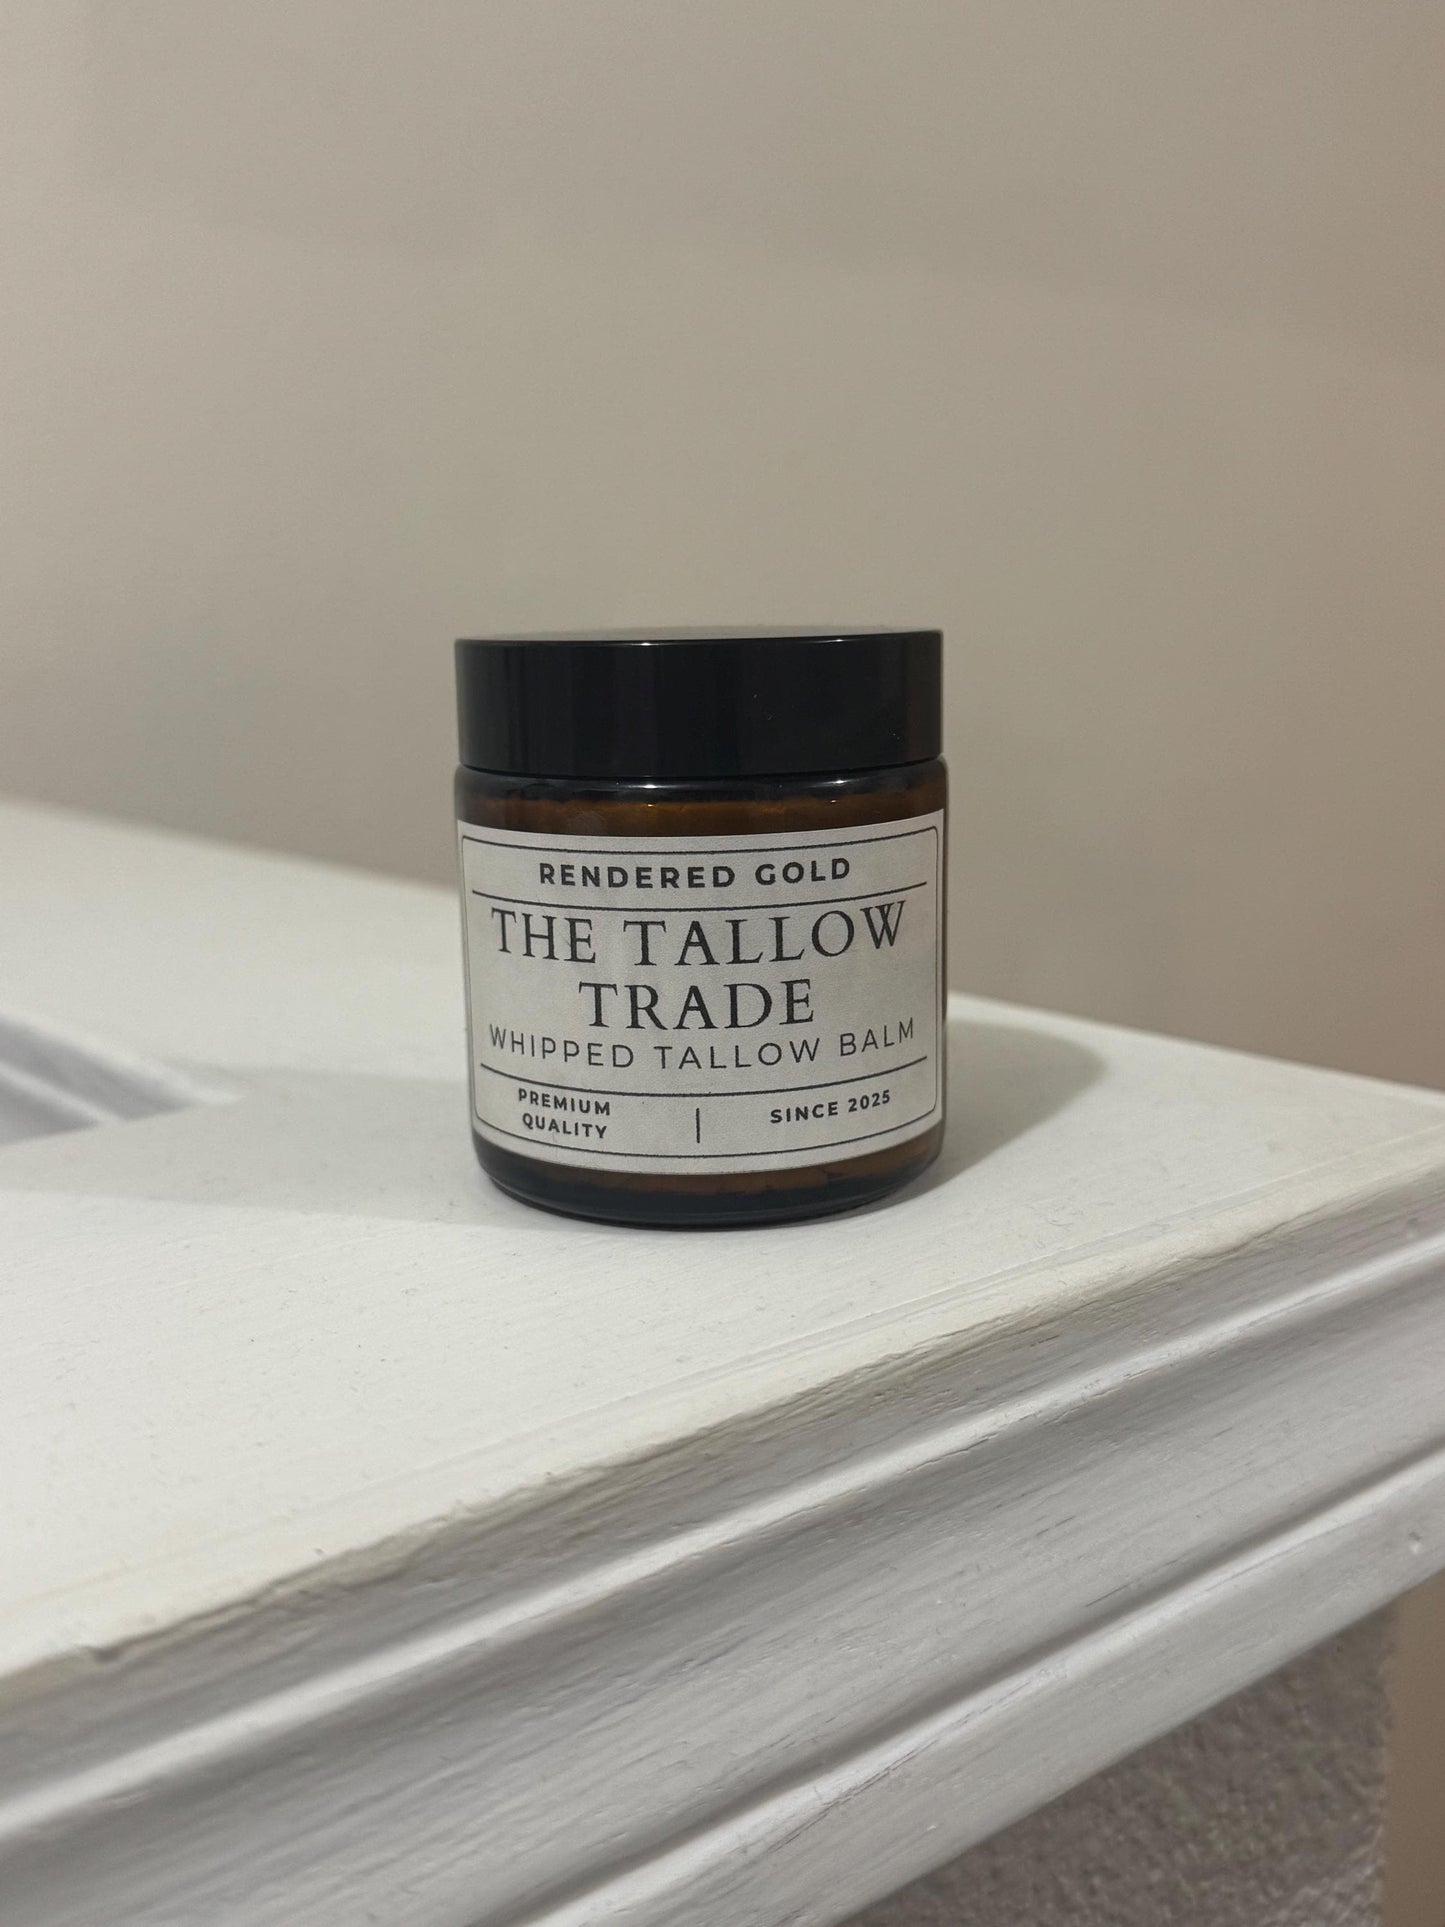 RENDERED GOLD
THE TALLOW
TRADE
WHIPPED TALLOW BALM
PREMIUM
QUALITY
SINCE 2025